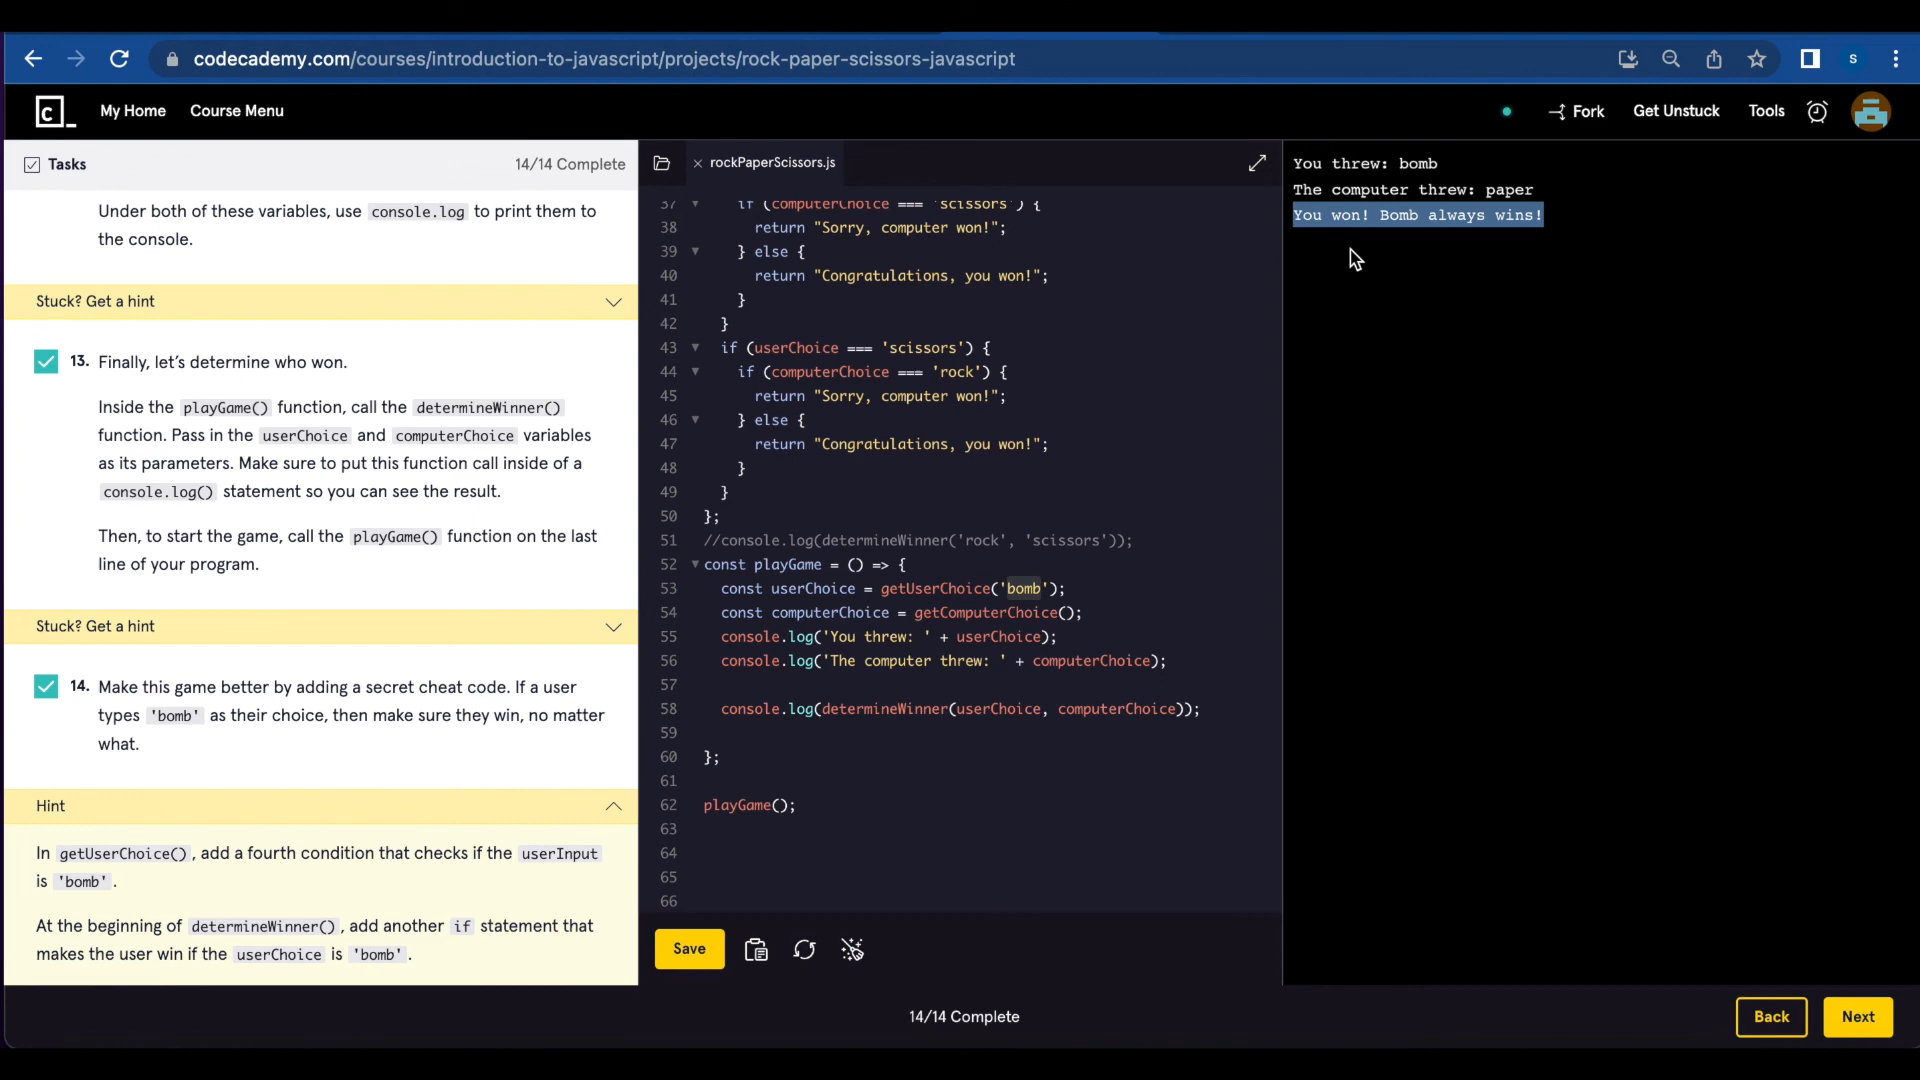 codecademy.com/courses/introduction-to-javascript/projects/rock-paper-scissors-javascript
s
c
My Home
Course Menu
Fork
Get Unstuck
Tools
Tasks
14/14 Complete
Under both of these variables, use console.log to print them to
the console.
Stuck? Get a hint
13. Finally, let's determine who won.
Inside the playGame() function, call the determineWinner()
function. Pass in the userChoice and computerChoice variables
as its parameters. Make sure to put this function call inside of a
console.log() statement so you can see the result.
Then, to start the game, call the playGame() function on the last
line of your program.
Stuck? Get a hint
14. Make this game better by adding a secret cheat code. If a user
types 'bomb' as their choice, then make sure they win, no matter
what.
Hint
In getUserChoice(), add a fourth condition that checks if the userInput
is 'bomb'.
At the beginning of determineWinner(), add another if statement that
makes the user win if the userChoice is 'bomb'.
rockPaperScissors.js
37 if (computerChoice === 'scissors') {
38 return "Sorry, computer won!";
39 } else {
40 return "Congratulations, you won!";
41 }
42 }
43 if (userChoice === 'scissors') {
44 if (computerChoice === 'rock') {
45 return "Sorry, computer won!";
46 } else {
47 return "Congratulations, you won!";
48 }
49 }
50 };
51 //console.log(determineWinner('rock', 'scissors'));
52 const playGame = () => {
53 const userChoice = getUserChoice('bomb');
54 const computerChoice = getComputerChoice();
55 console.log('You threw: ' + userChoice);
56 console.log('The computer threw: ' + computerChoice);
57
58 console.log(determineWinner(userChoice, computerChoice));
59
60 };
61
62 playGame();
63
64
65
66
Save
You threw: bomb
The computer threw: paper
You won! Bomb always wins!
14/14 Complete
Back
Next